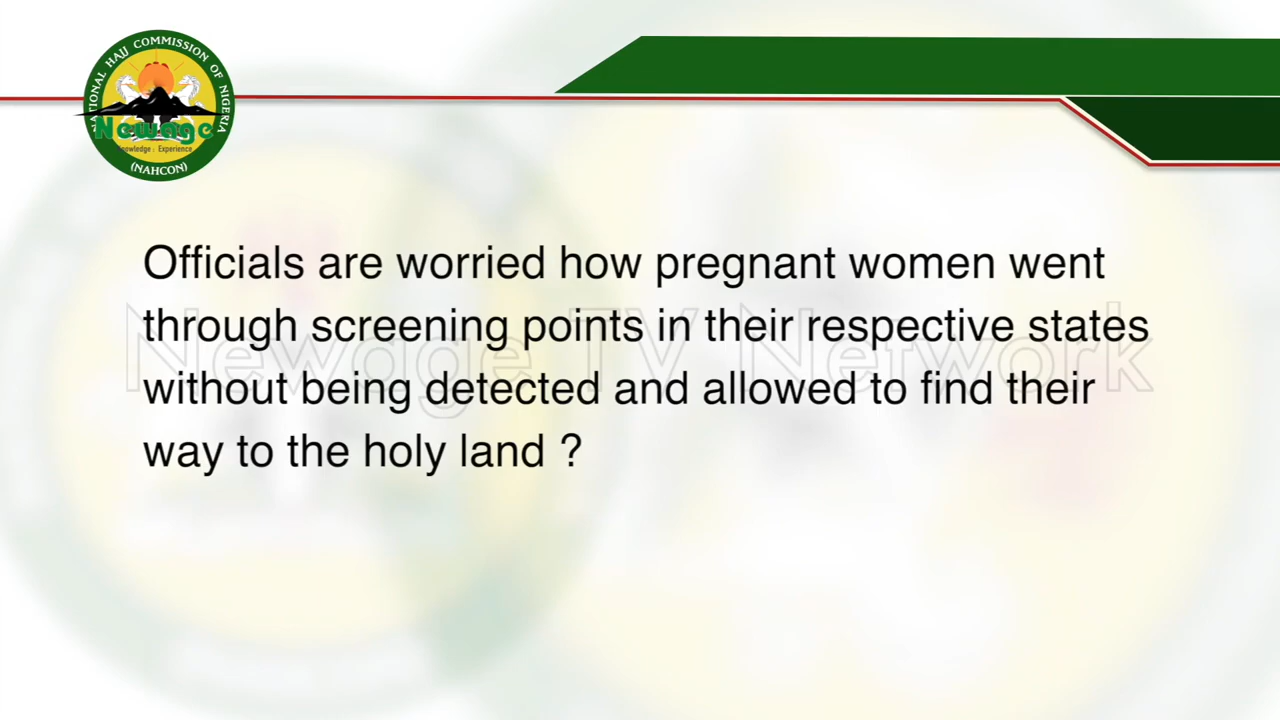 NATIONAL HAJJ COMMISSION OF NIGERIA
Newage
Knowledge : Experience
(NAHCON)
Officials are worried how pregnant women went
through screening points in their respective states
without being detected and allowed to find their
way to the holy land ?
Newage TV Network